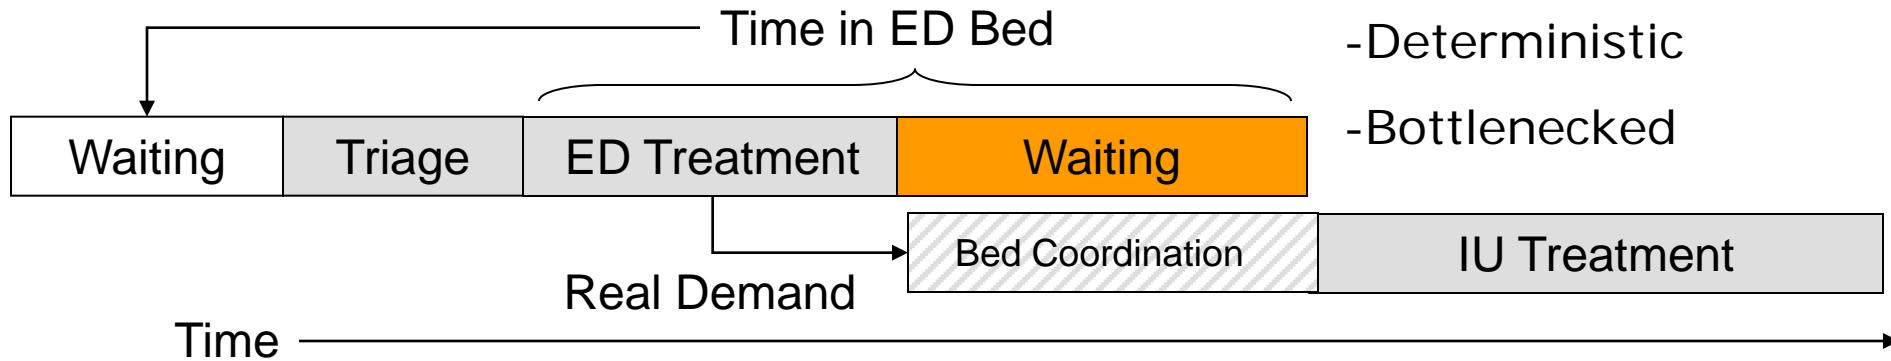 Time in ED Bed
-Deterministic
-Bottlenecked
Waiting
Triage
ED Treatment
Waiting
Bed Coordination
IU Treatment
Real Demand
Time